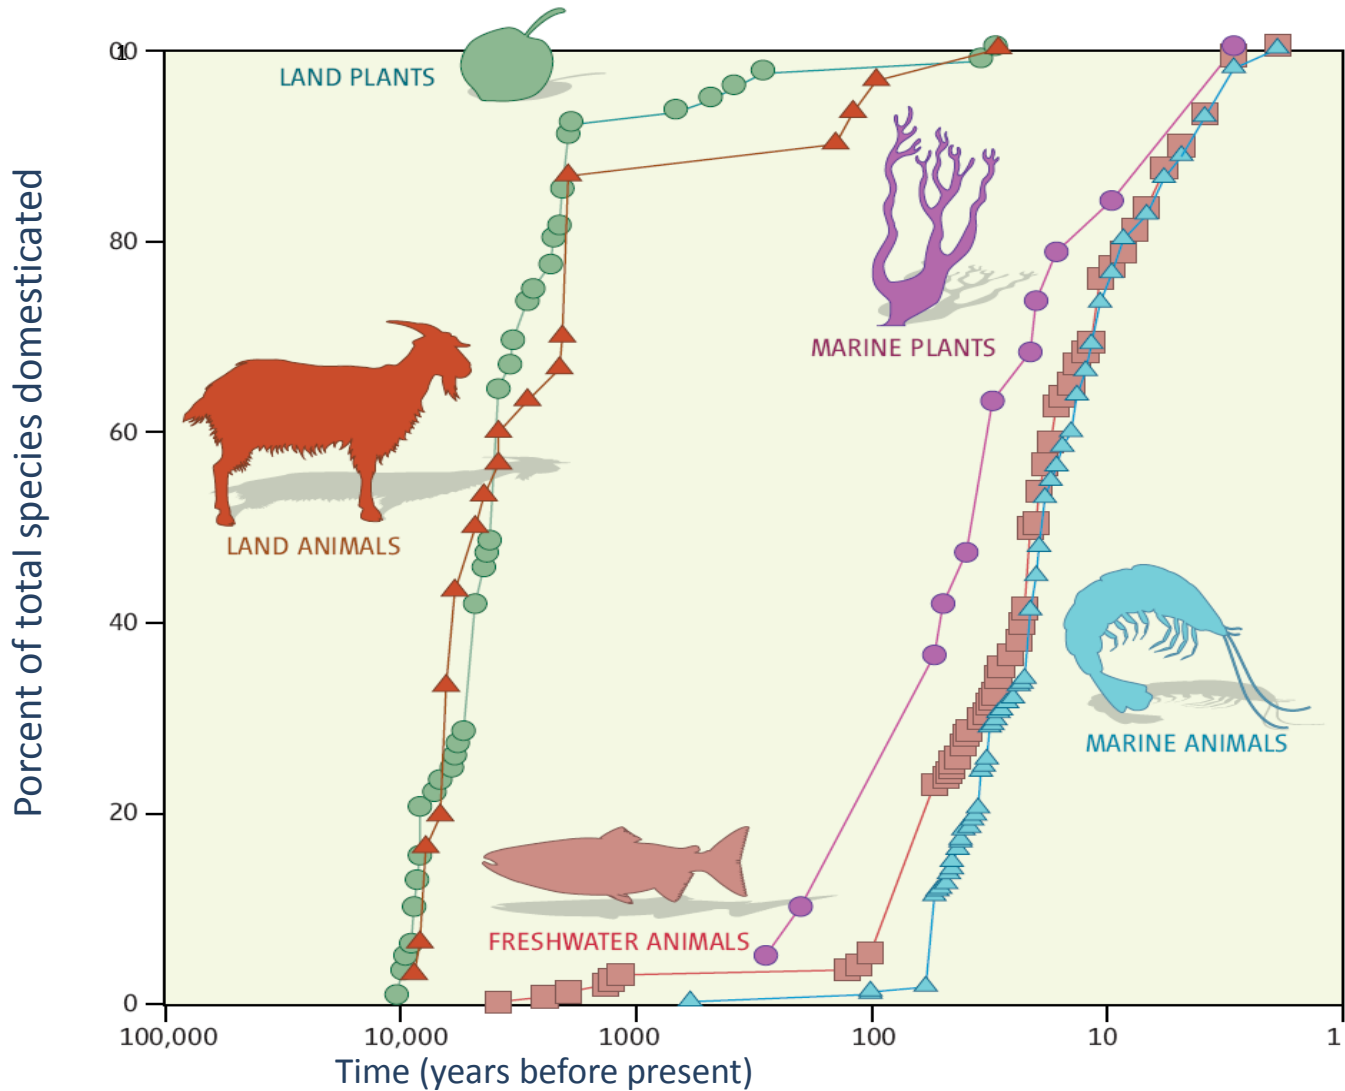 100
LAND PLANTS
80
MARINE PLANTS
60
LAND ANIMALS
40
MARINE ANIMALS
20
FRESHWATER ANIMALS
0
100,000 10,000 1000 100 10 1
Time (years before present)
Porcent of total species domesticated